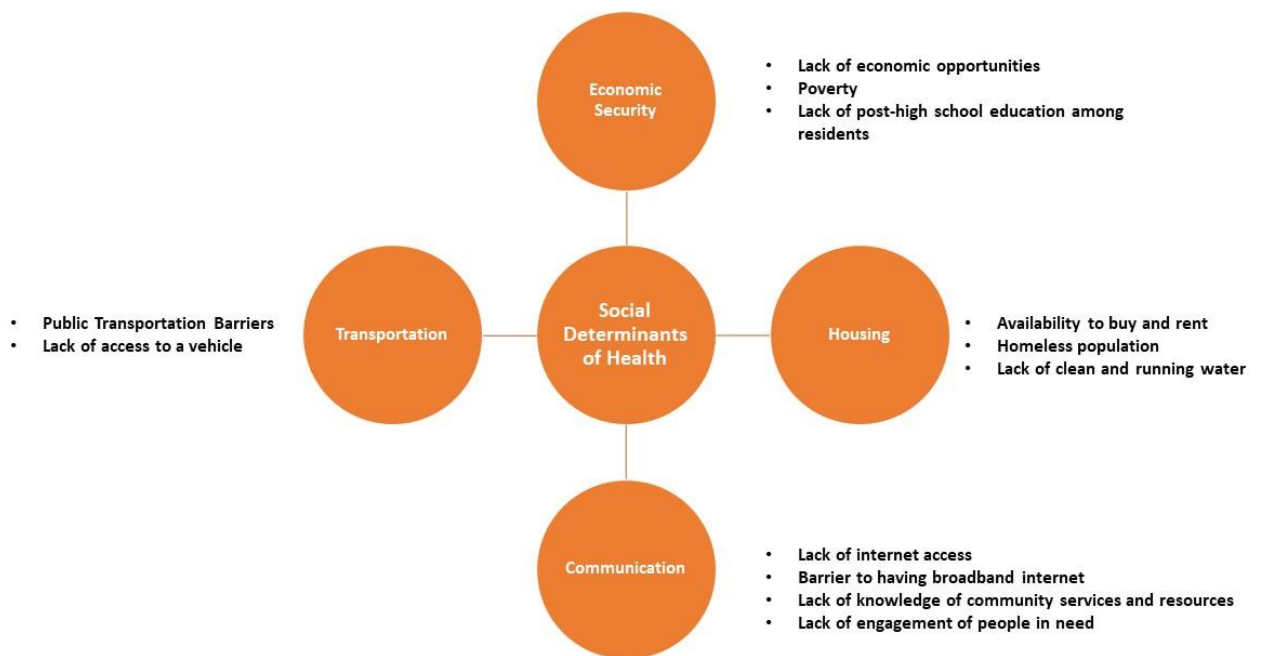 Economic
Security
• Lack of economic opportunities
• Poverty
• Lack of post-high school education among
residents
• Public Transportation Barriers
• Lack of access to a vehicle
Transportation
Social
Determinants
of Health
Housing
• Availability to buy and rent
• Homeless population
• Lack of clean and running water
Communication
• Lack of internet access
• Barrier to having broadband internet
• Lack of knowledge of community services and resources
• Lack of engagement of people in need